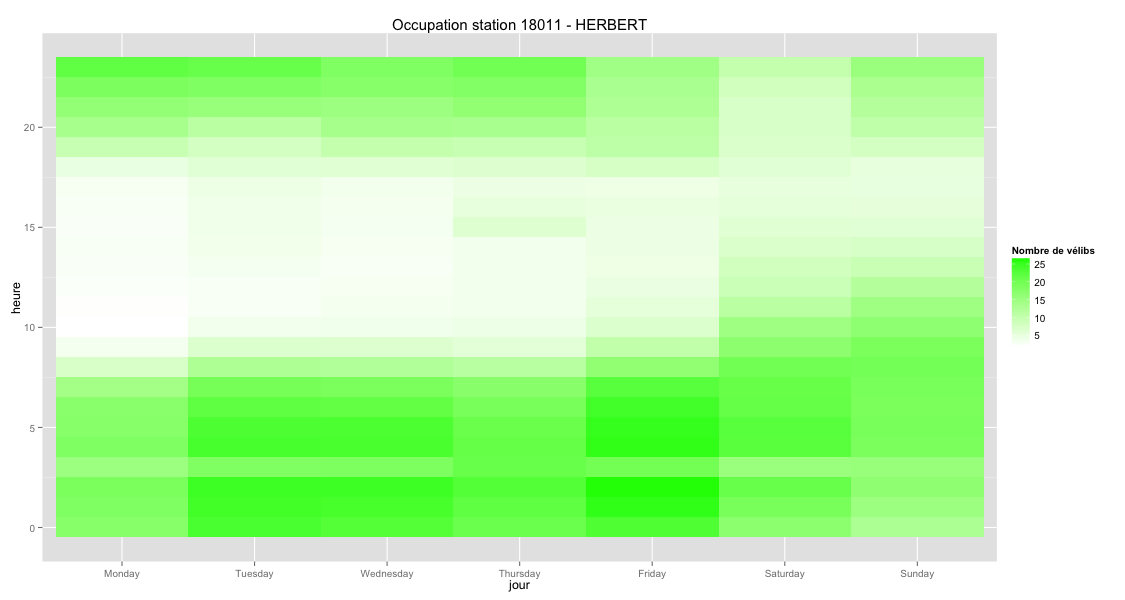 Occupation station 18011 - HERBERT
heure
20
15
10
5
0
Monday Tuesday Wednesday Thursday Friday Saturday Sunday
jour
Nombre de vélibs
25
20
15
10
5